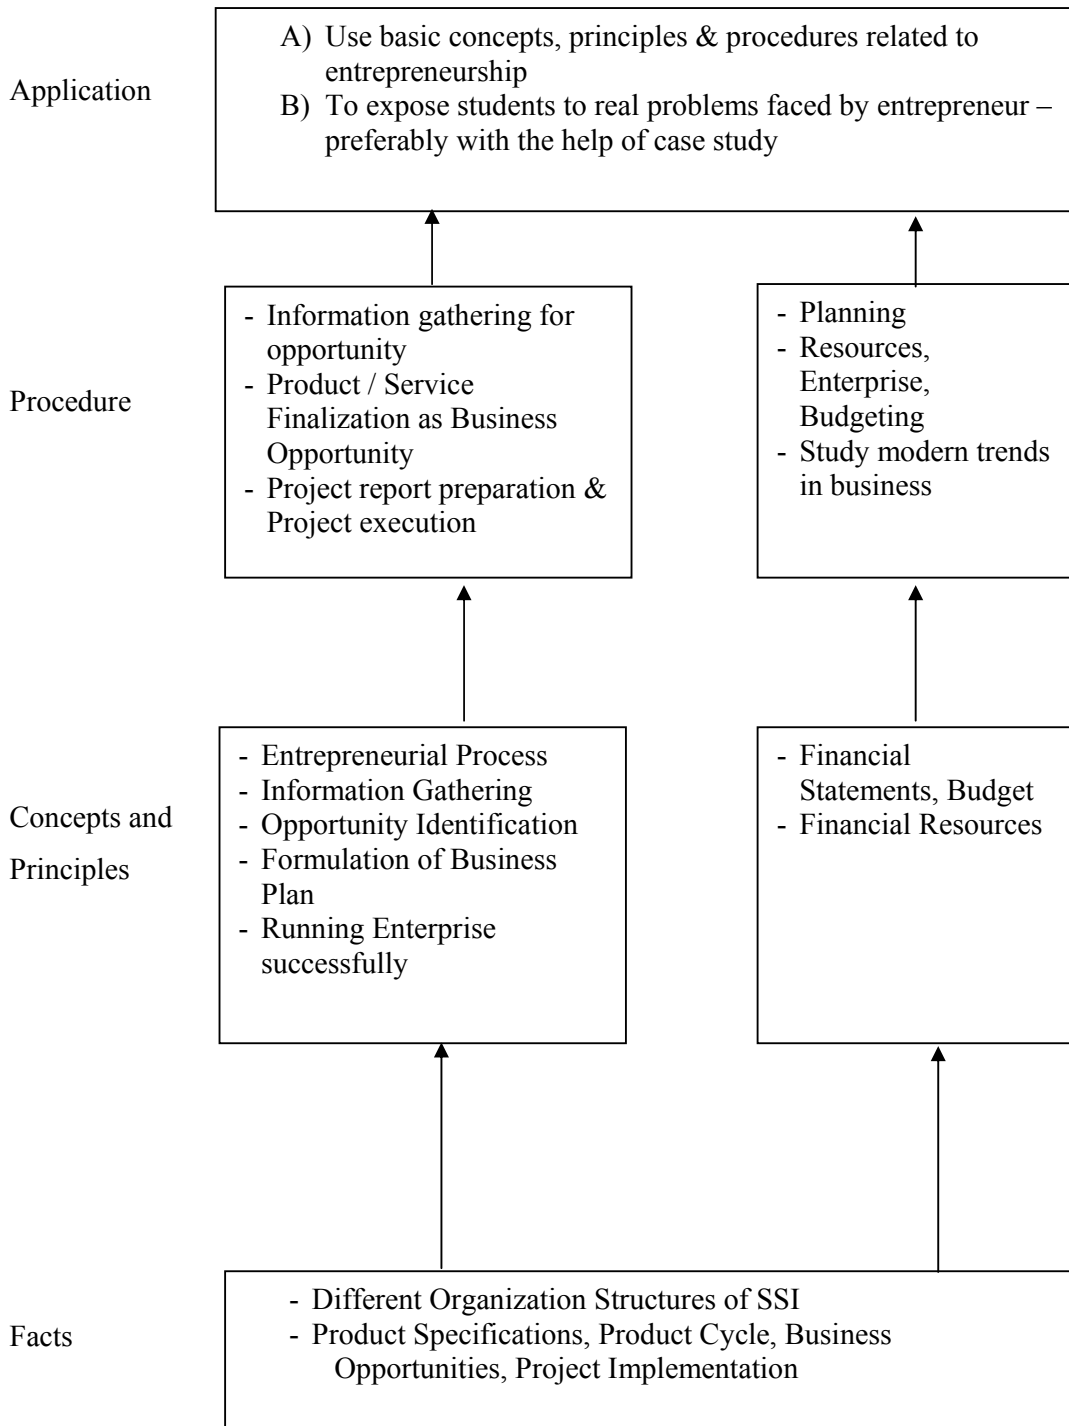 Application
A) Use basic concepts, principles & procedures related to
entrepreneurship
B) To expose students to real problems faced by entrepreneur –
preferably with the help of case study
Procedure
- Information gathering for
opportunity
- Product / Service
Finalization as Business
Opportunity
- Project report preparation &
Project execution
- Planning
- Resources,
Enterprise,
Budgeting
- Study modern trends
in business
Concepts and
Principles
- Entrepreneurial Process
- Information Gathering
- Opportunity Identification
- Formulation of Business
Plan
- Running Enterprise
successfully
- Financial
Statements, Budget
- Financial Resources
Facts
- Different Organization Structures of SSI
- Product Specifications, Product Cycle, Business
Opportunities, Project Implementation